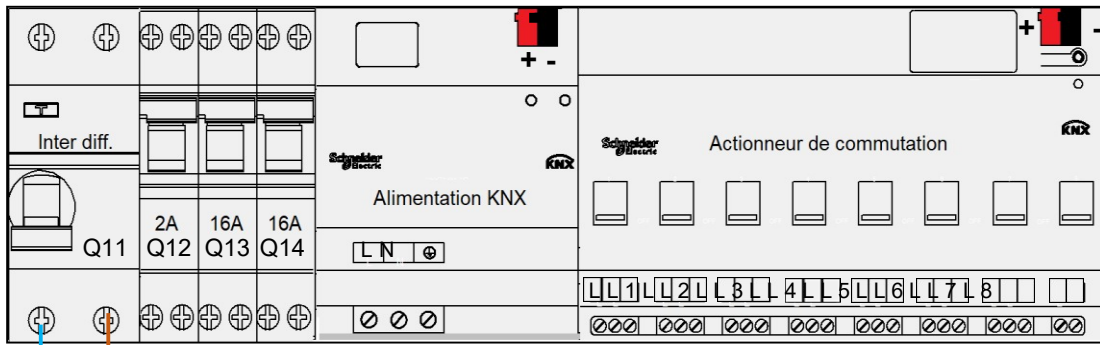 + -
+ -
T
Inter diff.
Schneider Electric
KNX
Schneider Electric
Actionneur de commutation
KNX
Alimentation KNX
2A 16A 16A
Q11 Q12 Q13 Q14
L N
L L 1 L L 2 L L 3 L L 4 L L 5 L L 6 L L 7 L 8